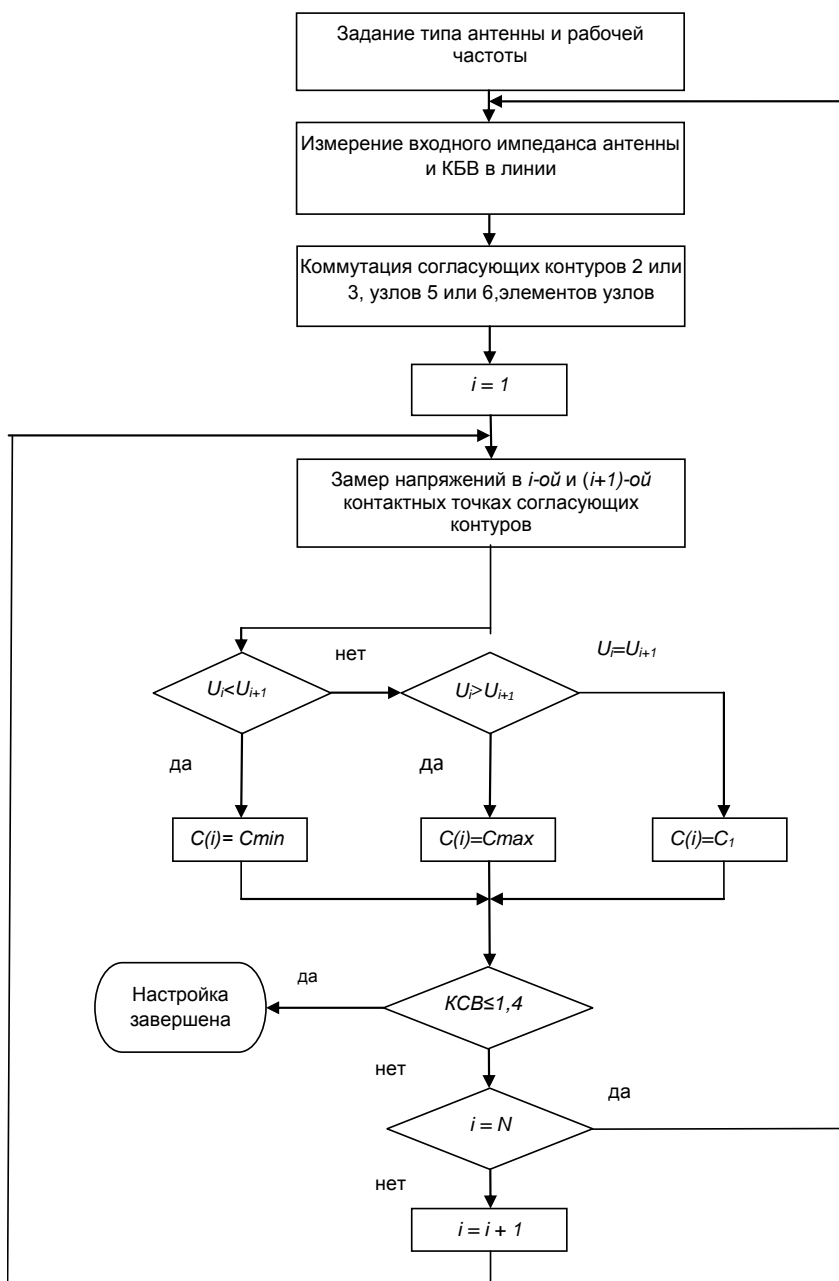 Задание типа антенны и рабочей
частоты
Измерение входного импеданса антенны
и КБВ в линии
Коммутация согласующих контуров 2 или
3, узлов 5 или 6,элементов узлов
i = 1
Замер напряжений в i-ой и (i+1)-ой
контактных точках согласующих
контуров
Ui<Ui+1
нет
Ui>Ui+1
Ui=Ui+1
да
да
C(i)= Cmin
C(i)=Cmax
C(i)=C1
Настройка
завершена
да
КСВ≤1,4
нет
i = N
да
нет
i = i + 1